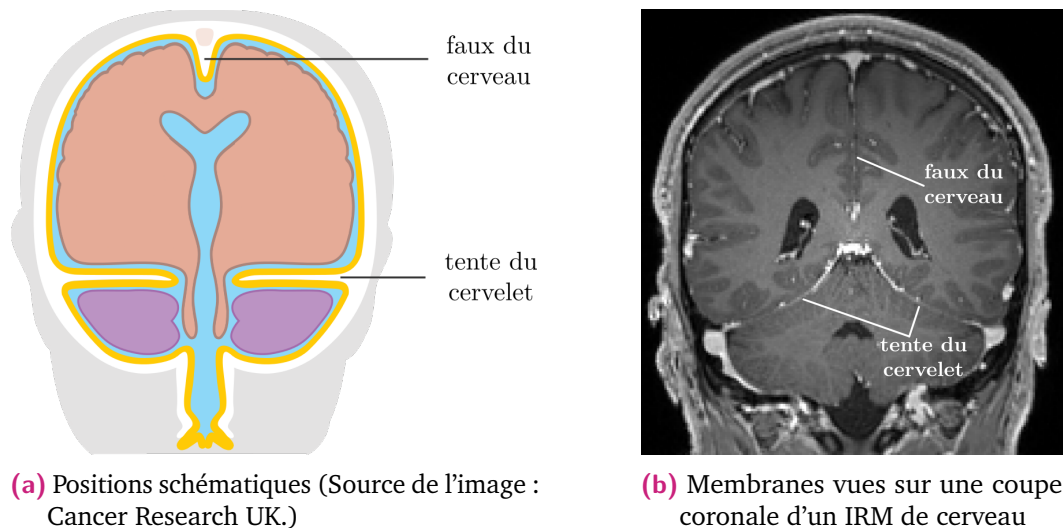 faux du
cerveau
tente du
cervelet
faux du
cerveau
tente du
cervelet
(a) Positions schématiques (Source de l'image :
Cancer Research UK.)
(b) Membranes vues sur une coupe
coronale d'un IRM de cerveau